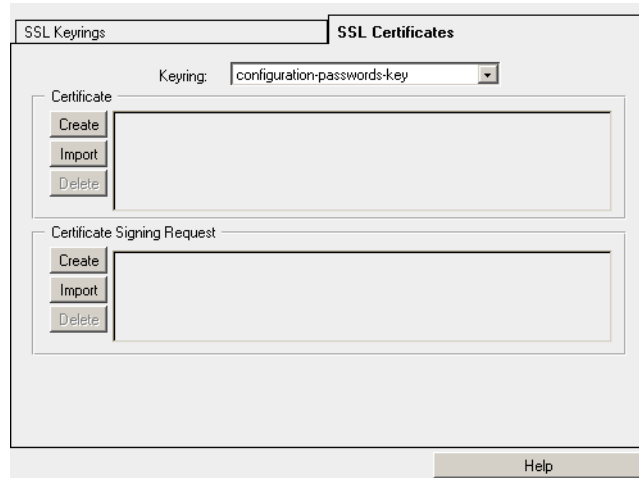 SSL Keyrings
SSL Certificates
Keyring: configuration-passwords-key
Certificate
Create
Import
Delete
Certificate Signing Request
Create
Import
Delete
Help